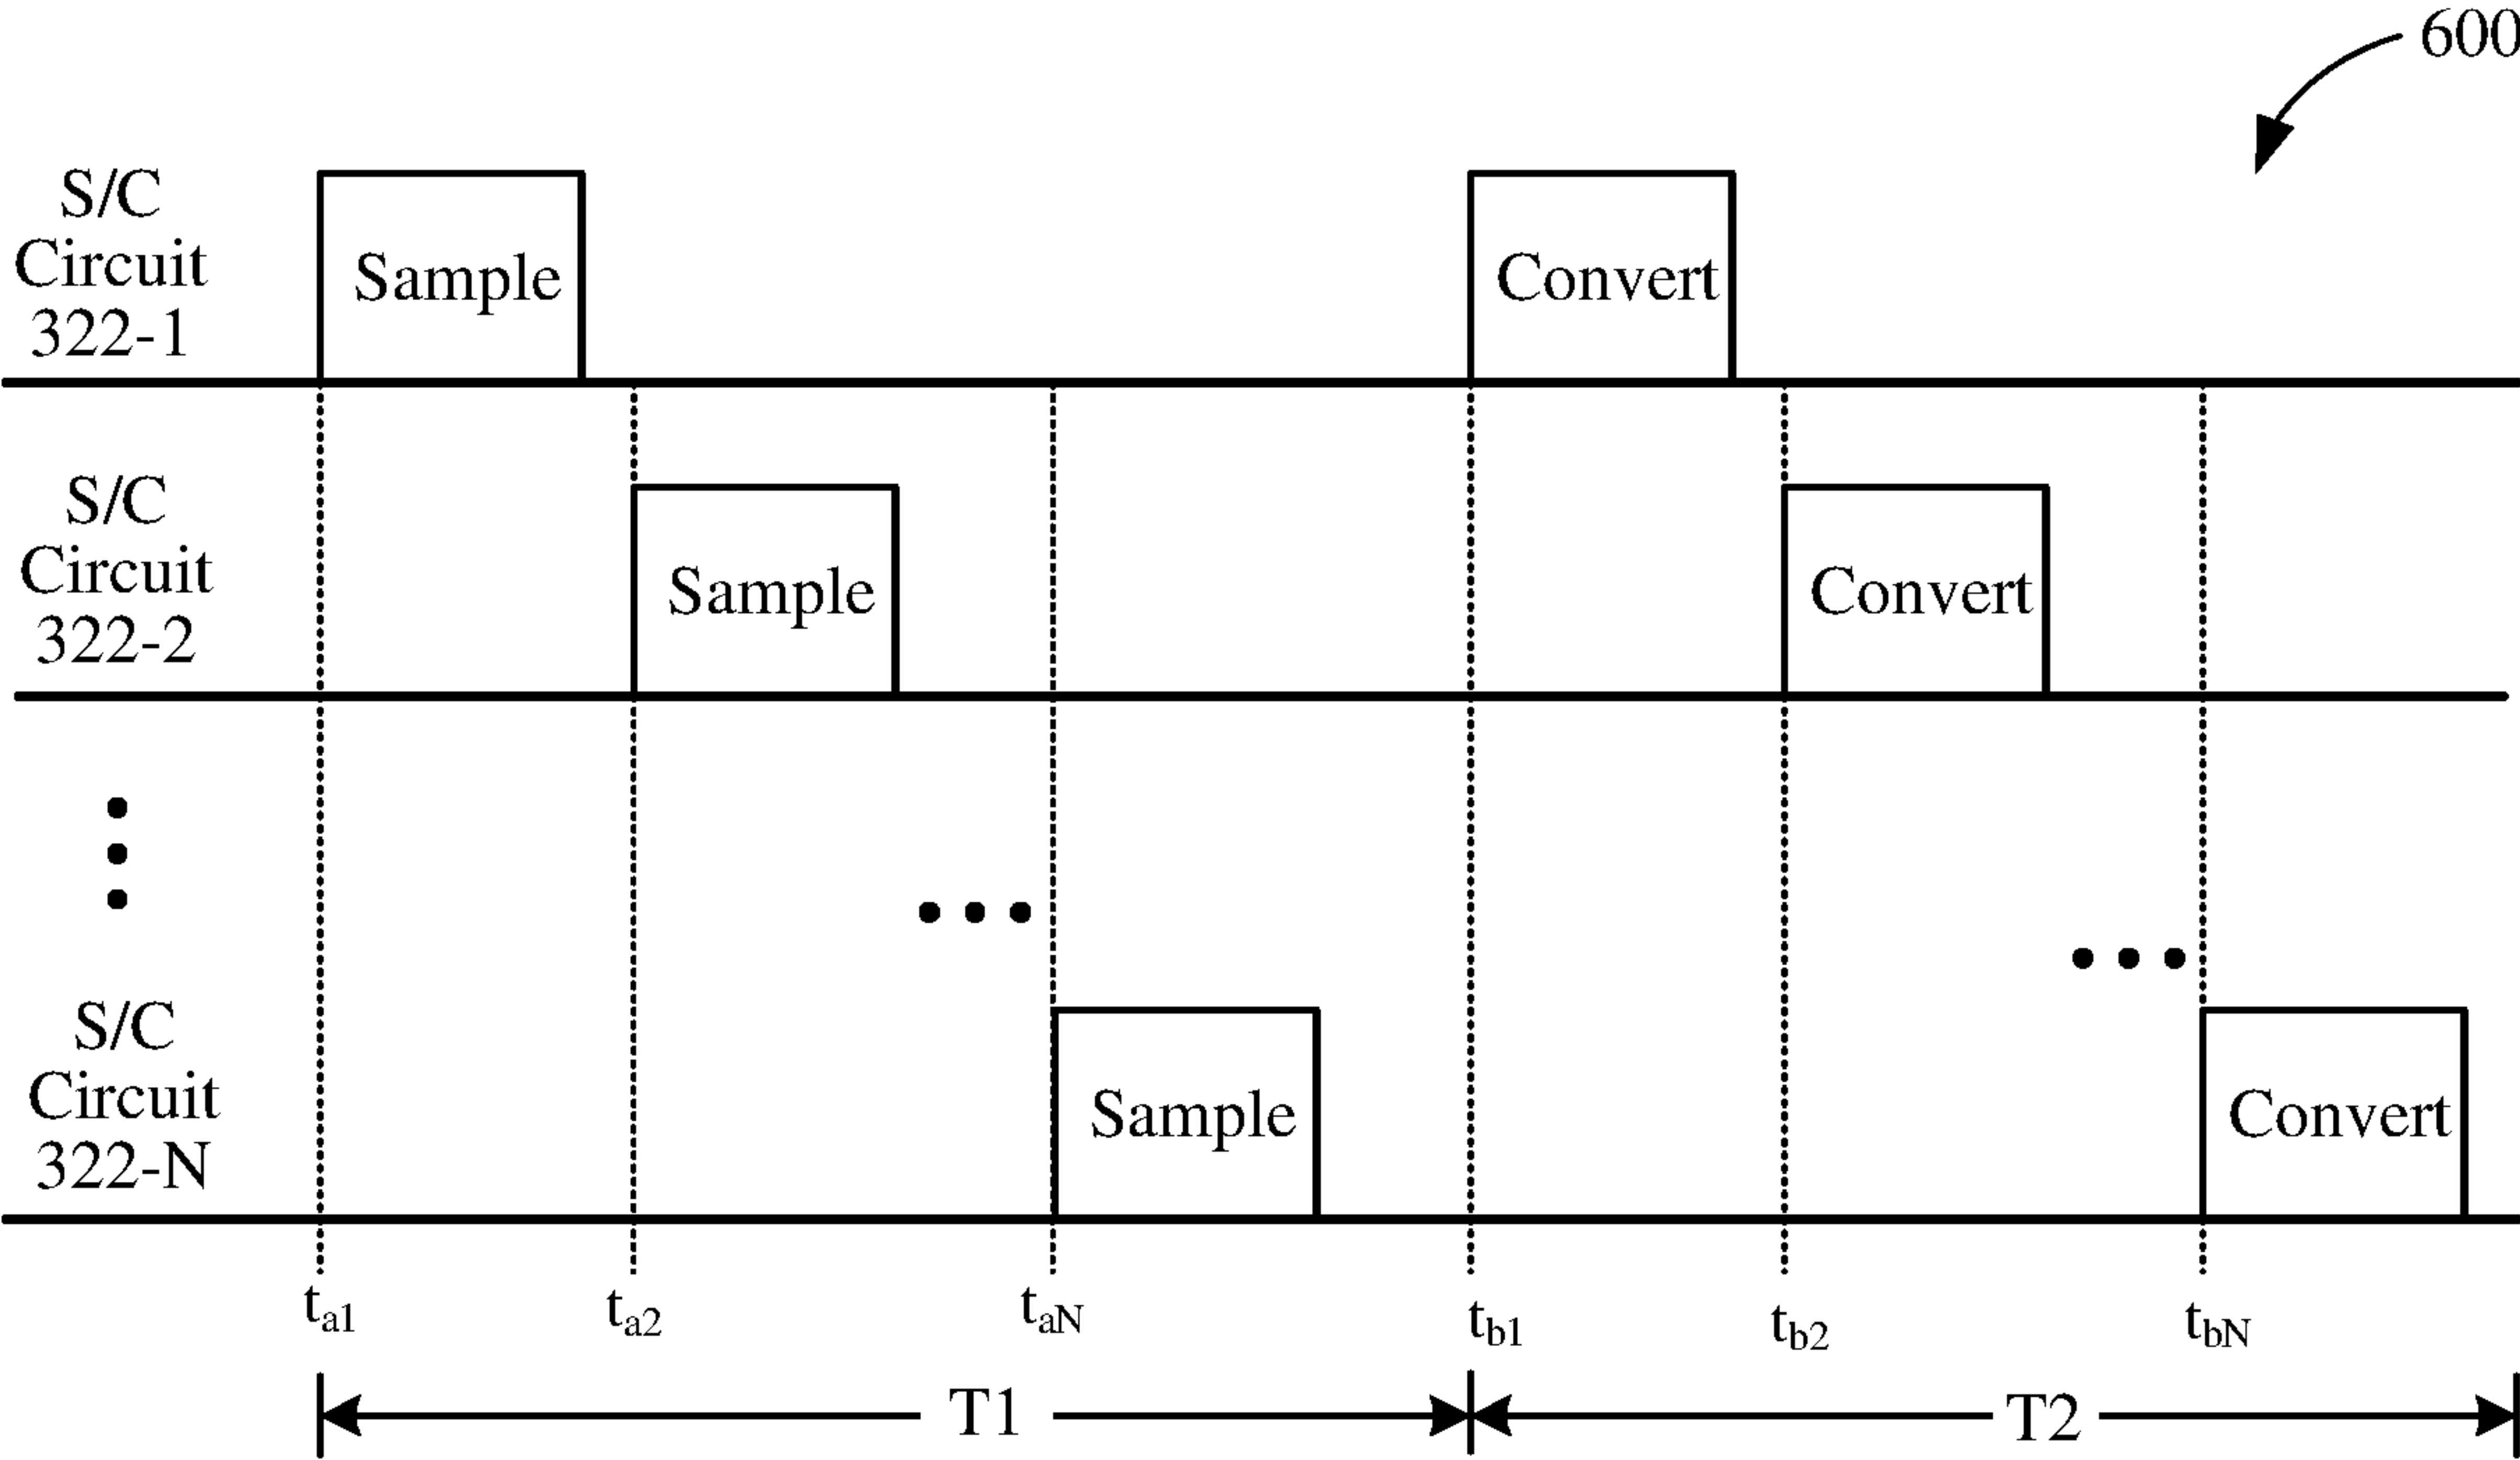 600
S/C
Circuit
322-1
Sample
Convert
S/C
Circuit
322-2
Sample
Convert
S/C
Circuit
322-N
Sample
Convert
ta1 ta2 taN tb1 tb2 tbN
T1 T2